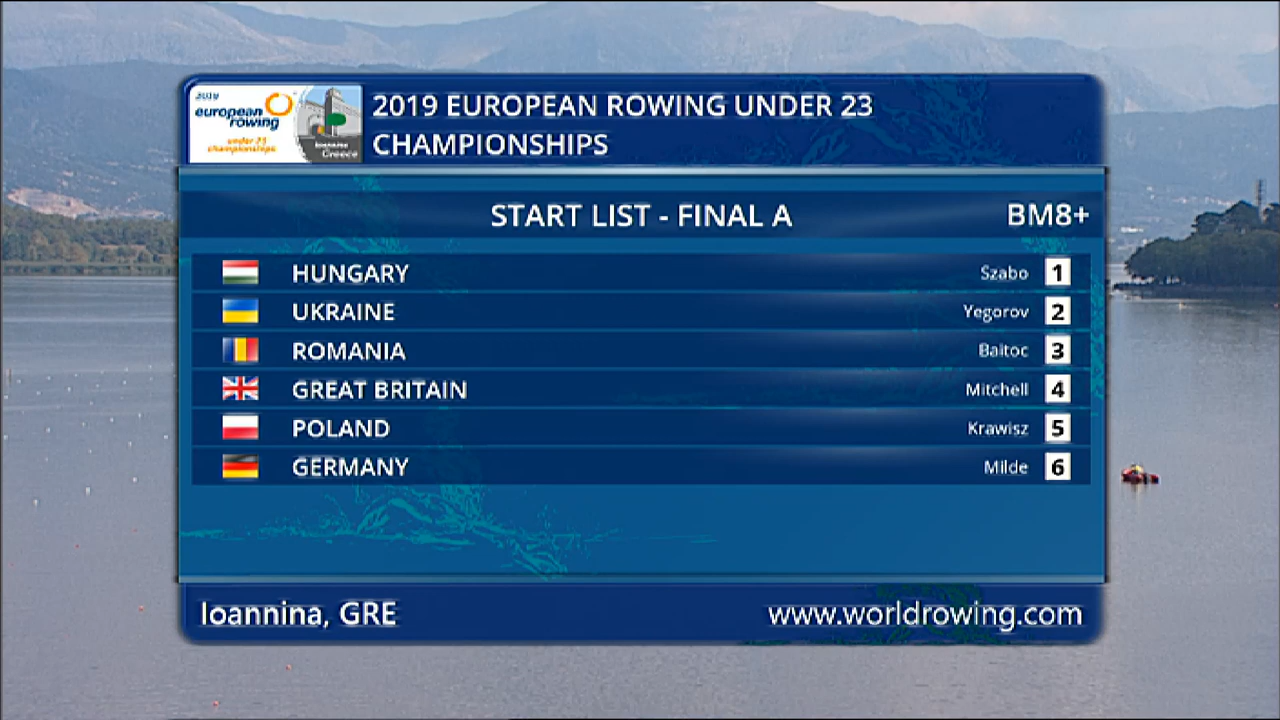 2019
european
rowing
under 23
championships
Ioannina
Greece
2019 EUROPEAN ROWING UNDER 23
CHAMPIONSHIPS
START LIST - FINAL A BM8+
HUNGARY Szabo 1
UKRAINE Yegorov 2
ROMANIA Baitoc 3
GREAT BRITAIN Mitchell 4
POLAND Krawisz 5
GERMANY Milde 6
Ioannina, GRE www.worldrowing.com